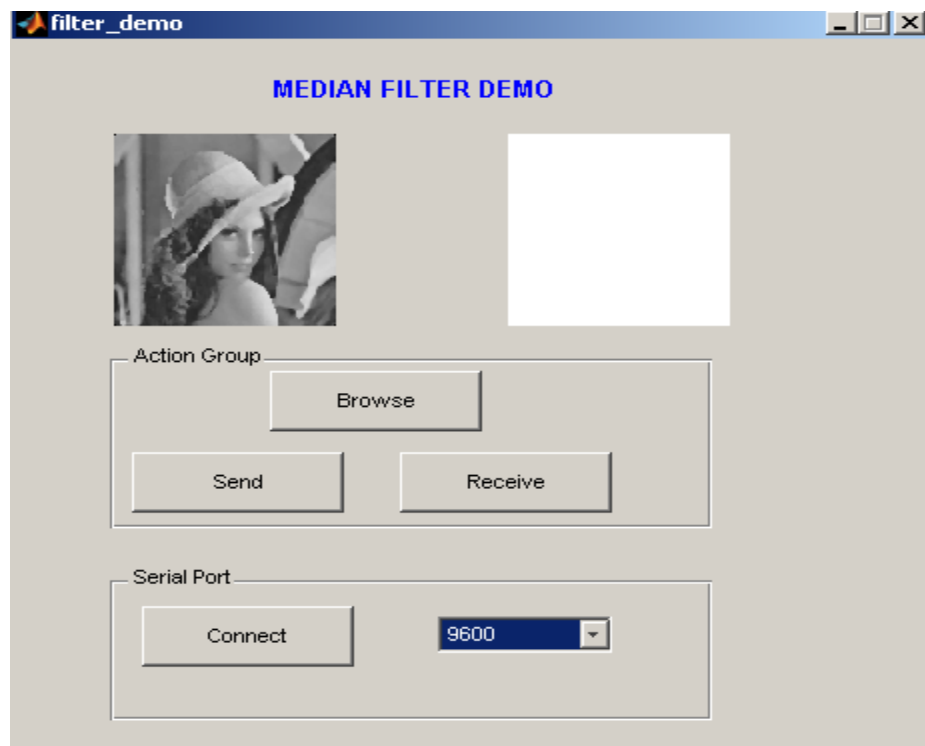 filter_demo
MEDIAN FILTER DEMO
Action Group
Browse
Send
Receive
Serial Port
Connect
9600